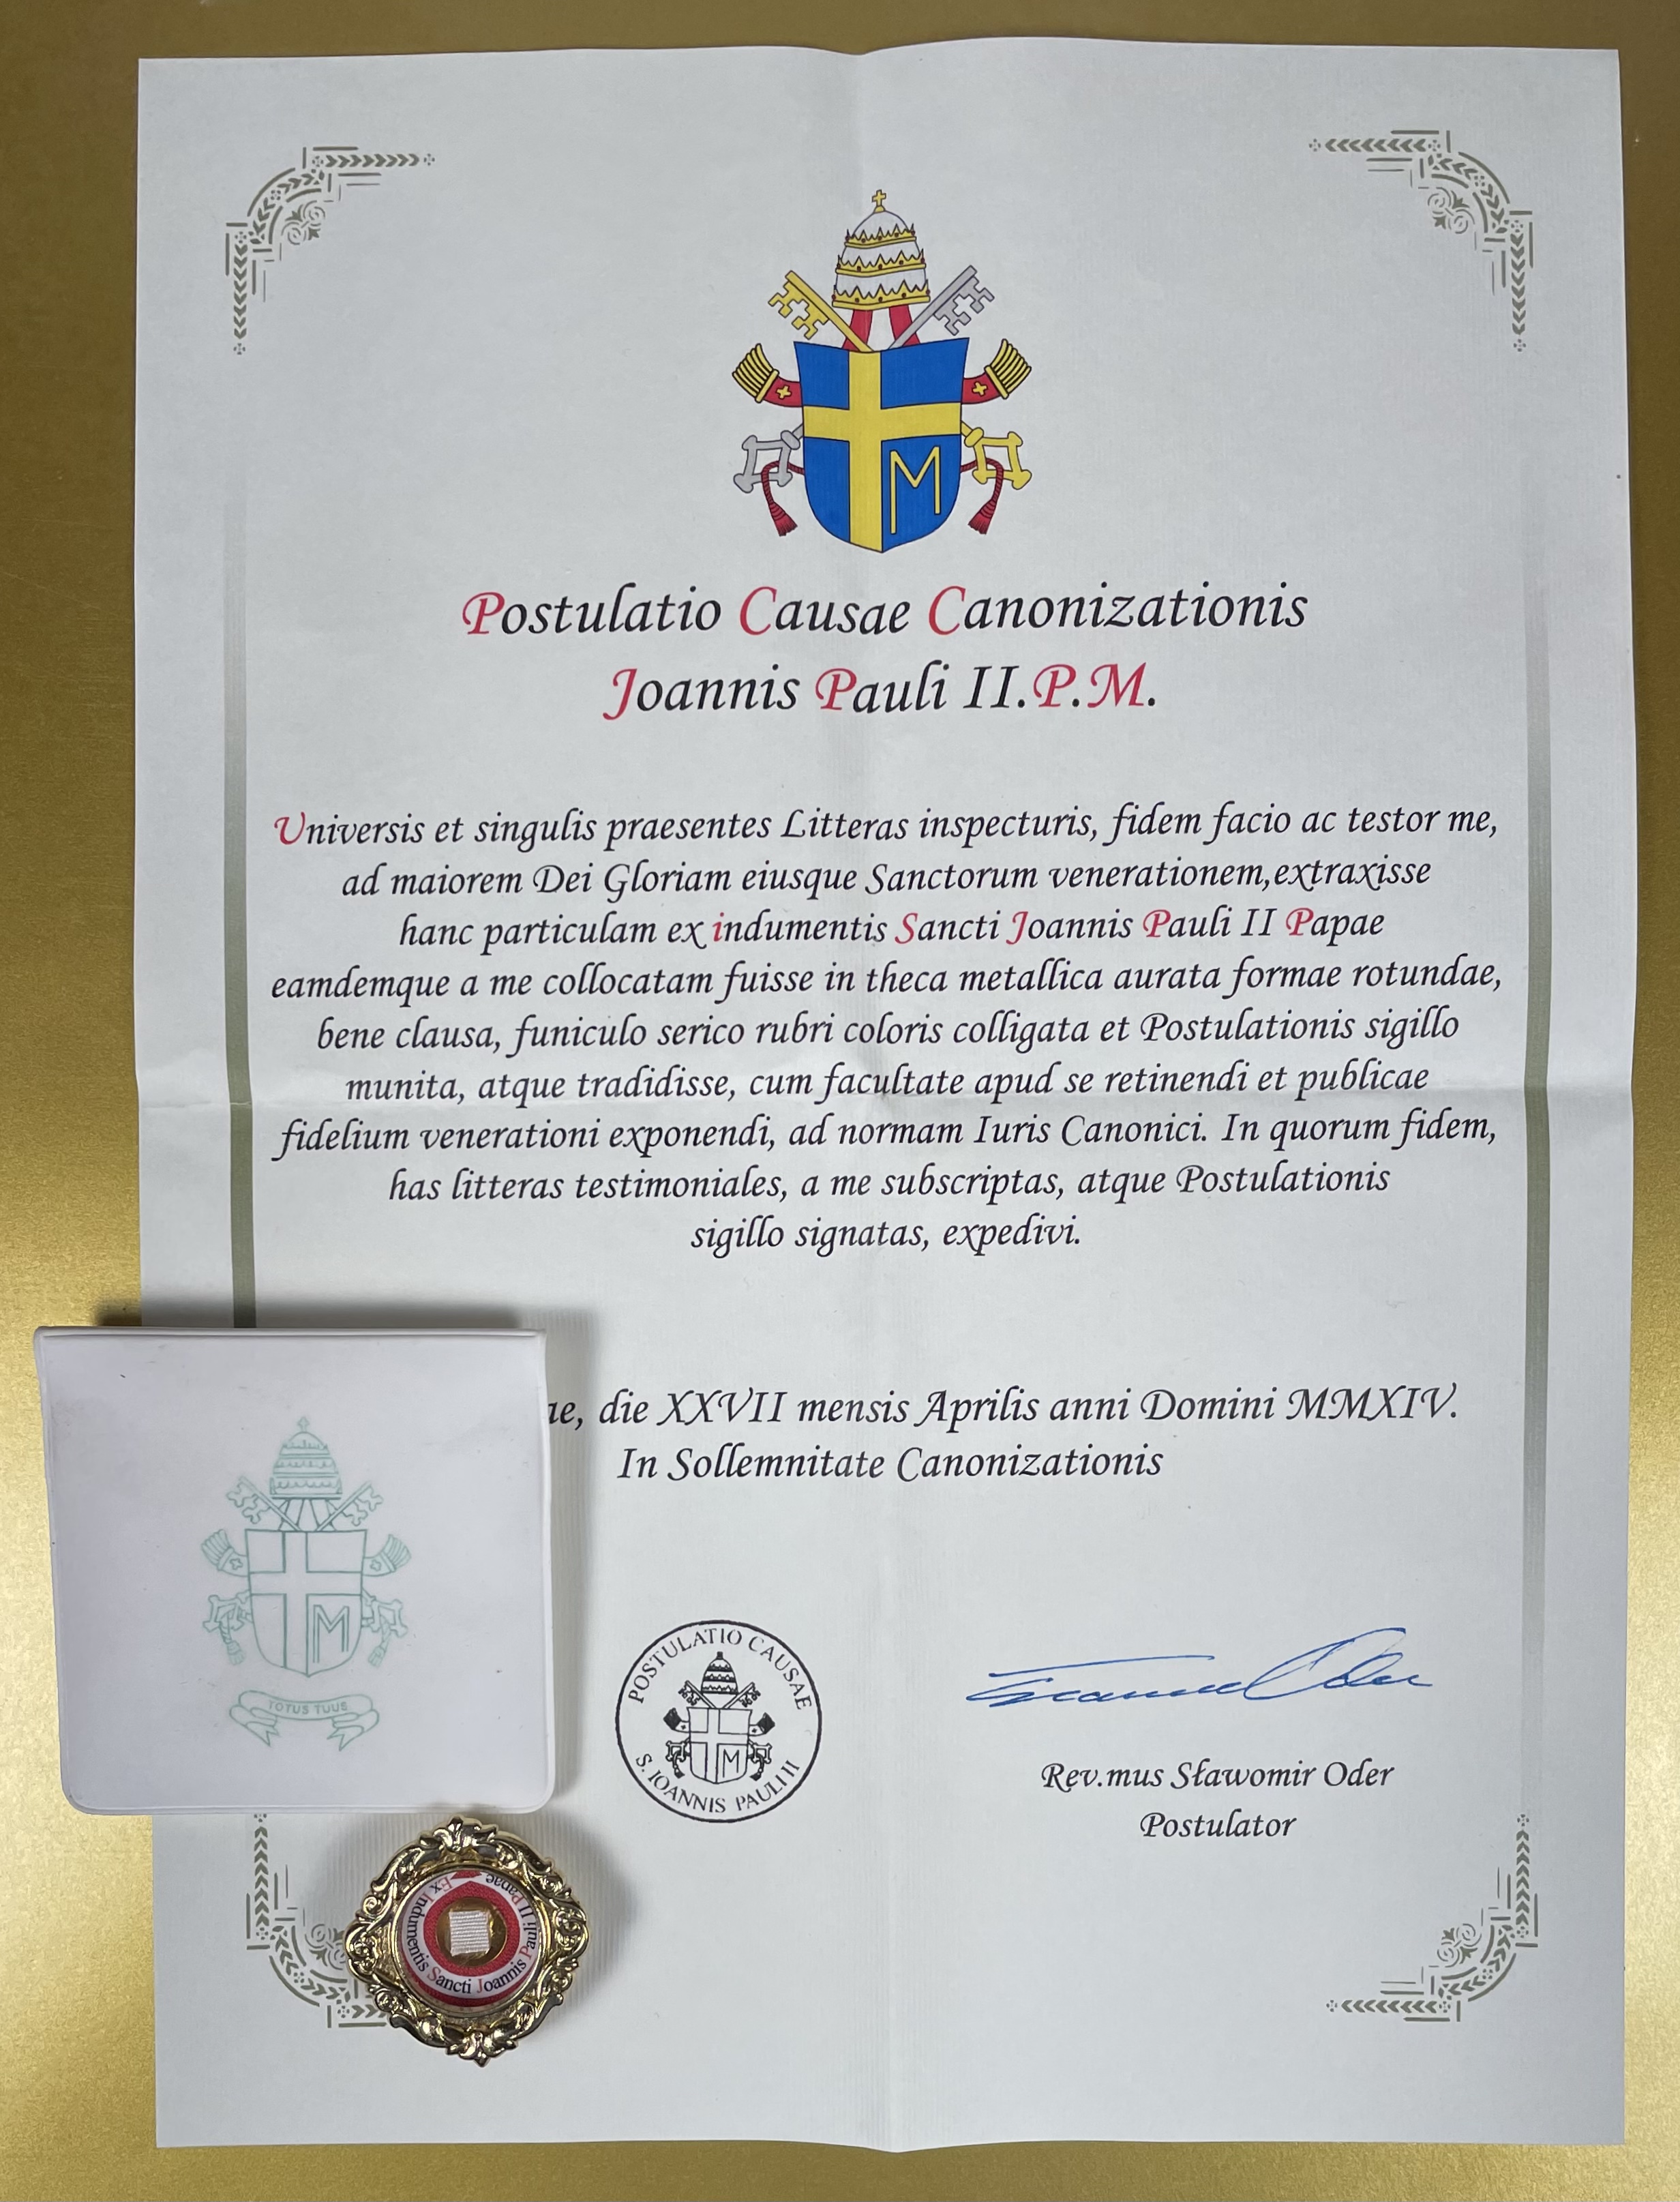 Postulatio Causae Canonizationis
Joannis Pauli II.P.M.
Universis et singulis praesentes Litteras inspecturis, fidem facio ac testor me,
ad maiorem Dei Gloriam eiusque Sanctorum venerationem,extraxisse
hanc particulam ex indumentis Sancti Joannis Pauli II Papae
eamdemque a me collocatam fuisse in theca metallica aurata formae rotundae,
bene clausa, funiculo serico rubri coloris colligata et Postulationis sigillo
munita, atque tradidisse, cum facultate apud se retinendi et publicae
fidelium venerationi exponendi, ad normam Iuris Canonici. In quorum fidem,
has litteras testimoniales, a me subscriptas, atque Postulationis
sigillo signatas, expedivi.
die XXVII mensis Aprilis anni Domini MMXIV.
In Sollemnitate Canonizationis
M
TOTUS TUUS
POSTULATIO CAUSAE
S. IOANNIS PAULI II
Rev.mus Sławomir Oder
Postulator
Ex Indumentis Sancti Joannis Pauli II Papae